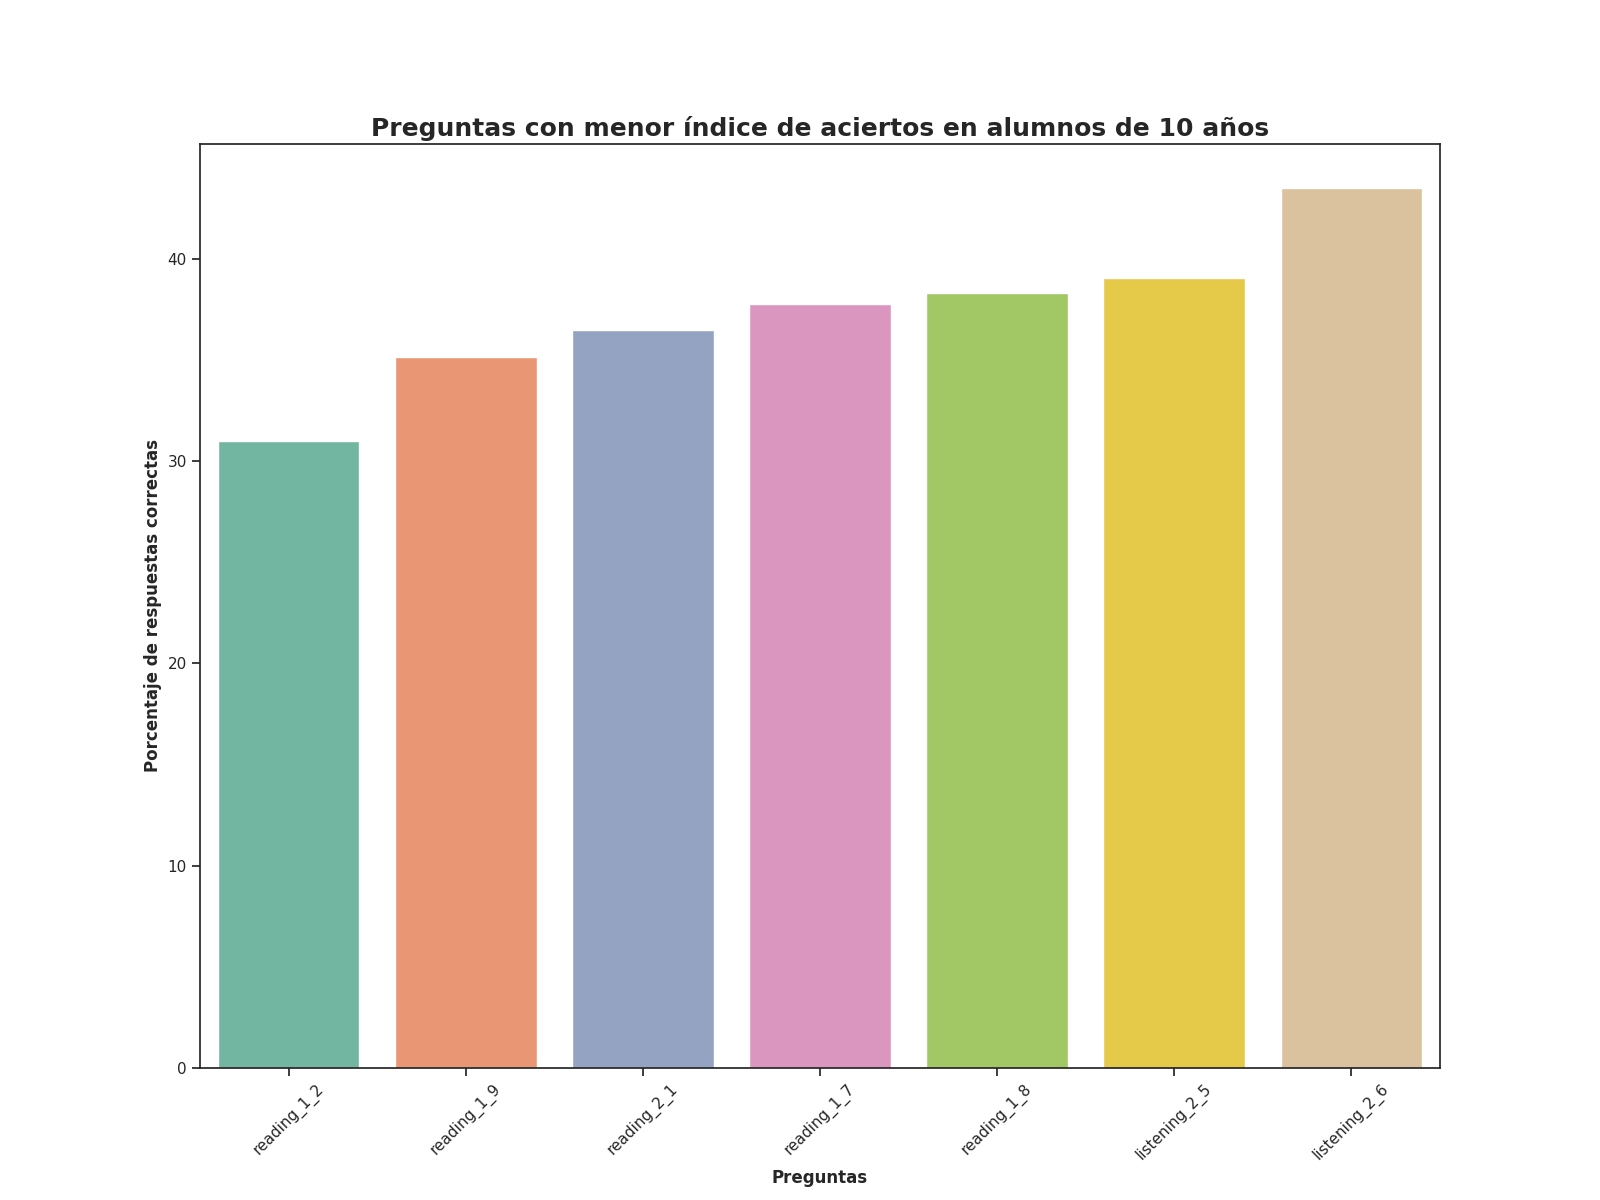 Preguntas con menor índice de aciertos en alumnos de 10 años
Porcentaje de respuestas correctas
40
30
20
10
0
reading_1_2
reading_1_9
reading_2_1
reading_1_7
reading_1_8
listening_2_5
listening_2_6
Preguntas